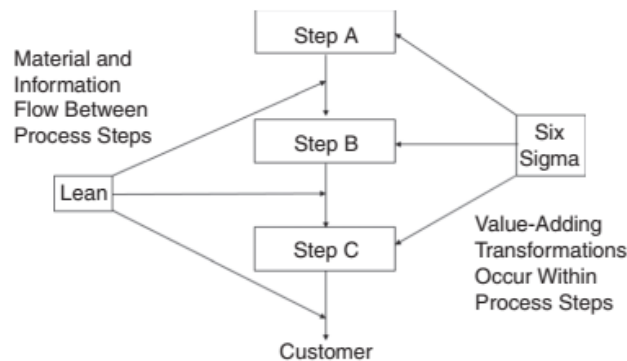 Step A
Material and
Information
Flow Between
Process Steps
Step B
Six
Sigma
Lean
Step C
Value-Adding
Transformations
Occur Within
Process Steps
Customer